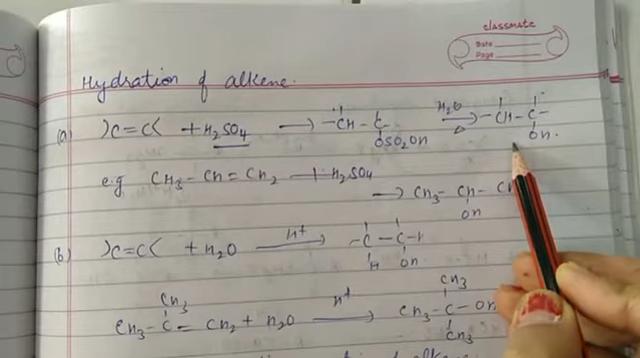 classmate
Date
Page
Hydration of alkene.
(a) >C=C< + H2SO4 → -CH - C- OSO2OH H2O → Δ -CH - C- OH.
e.g CH3 - CH = CH2 + H2SO4
→ CH3 - CH - CH OH
(b) >C=C< + H2O H+ → -C - C-H H OH
CH3 - C = CH2 + H2O H+ → CH3 - C - OH
CH3 CH3 CH3